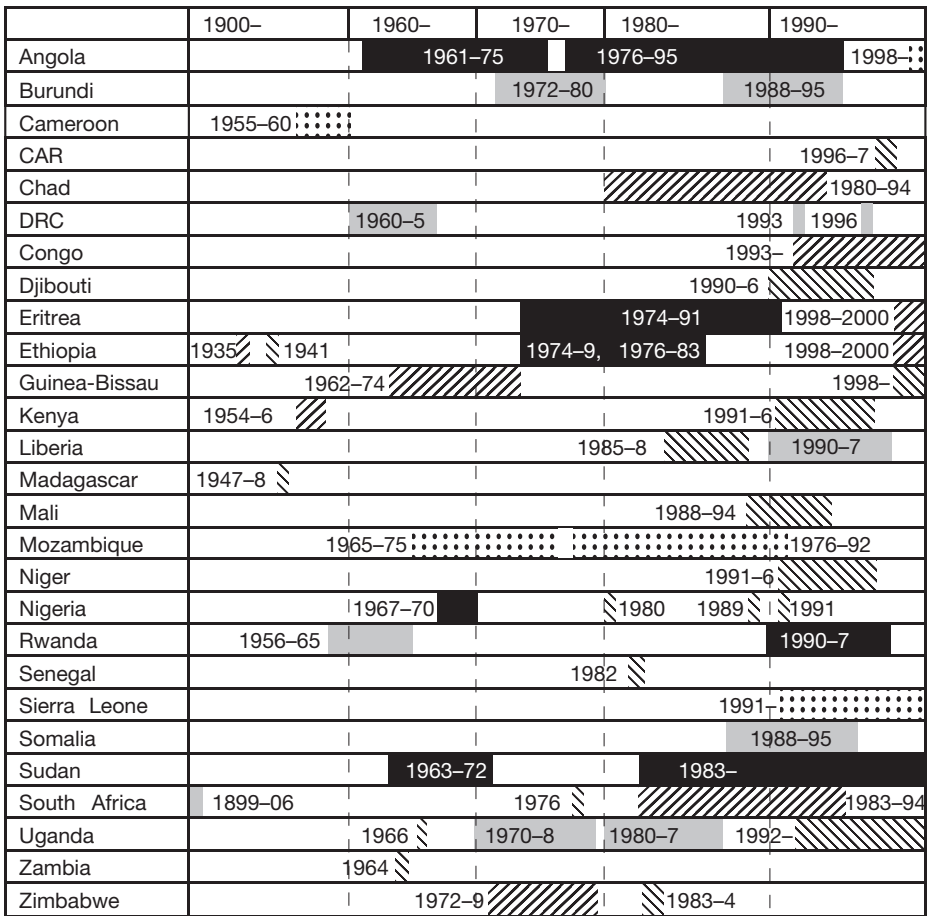 1900– 1960– 1970– 1980– 1990–
Angola 1961–75 1976–95 1998–
Burundi 1972–80 1988–95
Cameroon 1955–60
CAR 1996–7
Chad 1980–94
DRC 1960–5 1993 1996
Congo 1993–
Djibouti 1990–6
Eritrea 1974–91 1998–2000
Ethiopia 1935 1941 1974–9, 1976–83 1998–2000
Guinea-Bissau 1962–74 1998–
Kenya 1954–6 1991–6
Liberia 1985–8 1990–7
Madagascar 1947–8
Mali 1988–94
Mozambique 1965–75 1976–92
Niger 1991–6
Nigeria 1967–70 1980 1989 1991
Rwanda 1956–65 1990–7
Senegal 1982
Sierra Leone 1991–
Somalia 1988–95
Sudan 1963–72 1983–
South Africa 1899–06 1976 1983–94
Uganda 1966 1970–8 1980–7 1992–
Zambia 1964
Zimbabwe 1972–9 1983–4